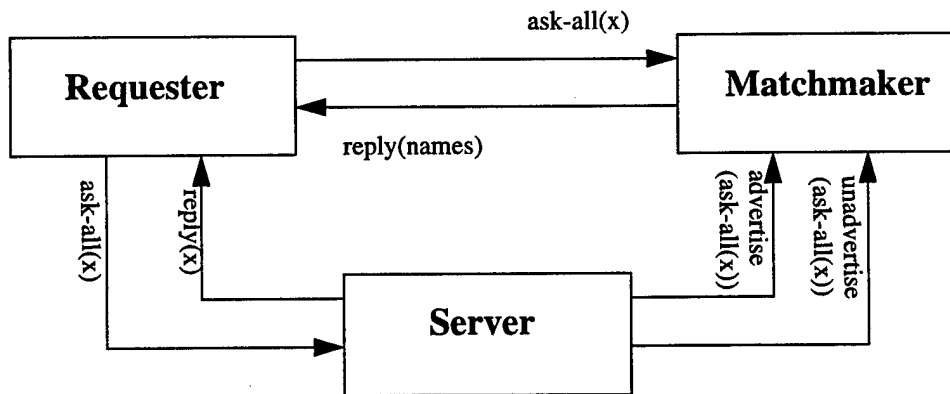 ask-all(x)
Requester
Matchmaker
reply(names)
ask-all(x)
reply(x)
advertise
(ask-all(x))
unadvertise
(ask-all(x))
Server